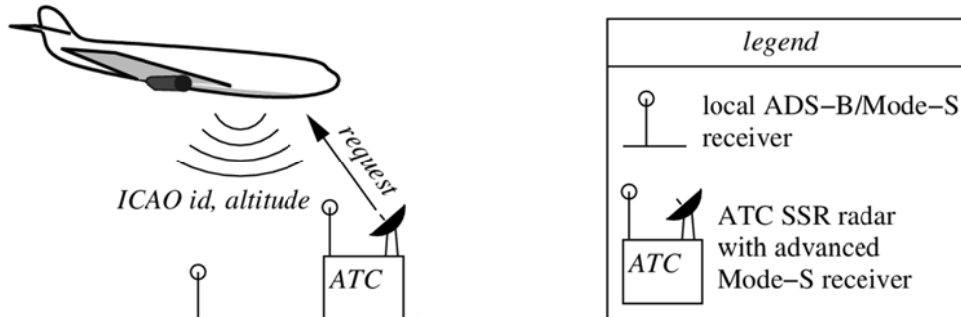 request
ICAO id, altitude
ATC
legend
local ADS−B/Mode−S
receiver
ATC
ATC SSR radar
with advanced
Mode−S receiver